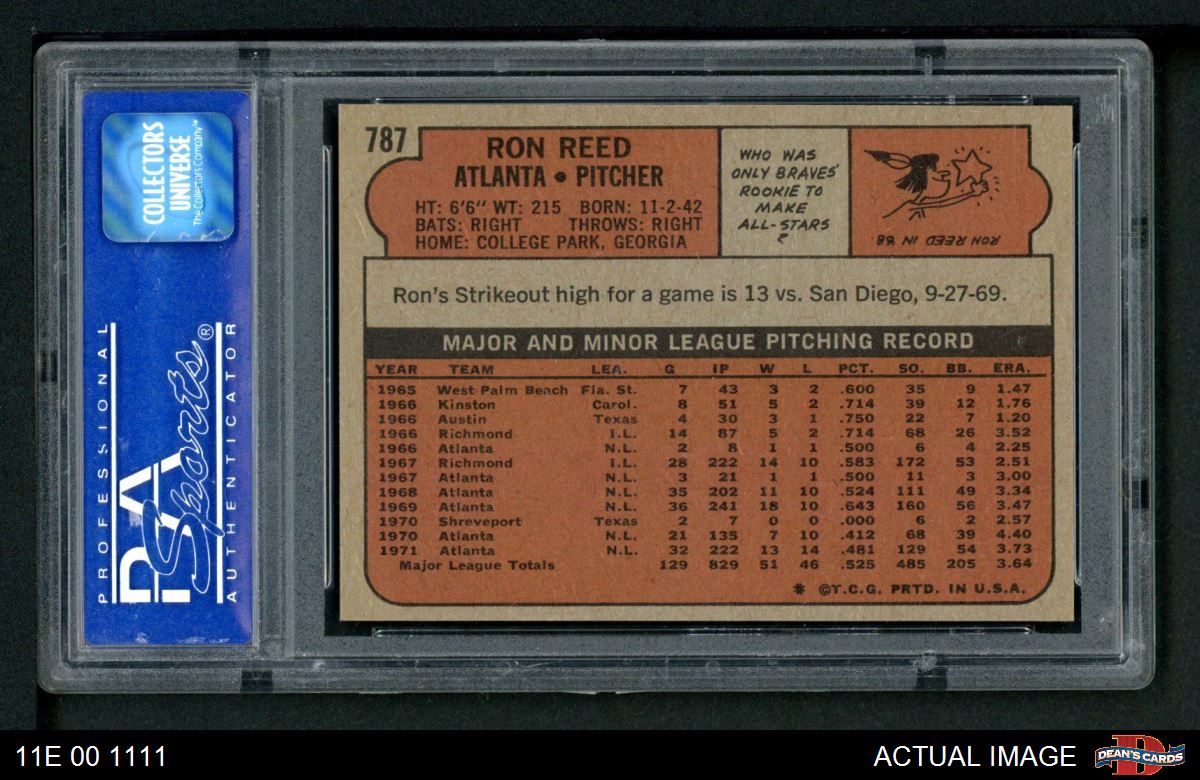 COLLECTORS
UNIVERSE
The Collectors Company™
PROFESSIONAL
PSA
Sports®
AUTHENTICATOR
787
RON REED
ATLANTA • PITCHER
HT: 6'6" WT: 215 BORN: 11-2-42
BATS: RIGHT THROWS: RIGHT
HOME: COLLEGE PARK, GEORGIA
WHO WAS
ONLY BRAVES'
ROOKIE TO
MAKE
ALL-STARS
?
RON REED IN '68.
Ron's Strikeout high for a game is 13 vs. San Diego, 9-27-69.
MAJOR AND MINOR LEAGUE PITCHING RECORD
YEAR TEAM LEA. G IP W L PCT. SO. BB. ERA.
1965 West Palm Beach Fla. St. 7 43 3 2 .600 35 9 1.47
1966 Kinston Carol. 8 51 5 2 .714 39 12 1.76
1966 Austin Texas 4 30 3 1 .750 22 7 1.20
1966 Richmond I.L. 14 87 5 2 .714 68 26 3.52
1966 Atlanta N.L. 2 8 1 1 .500 6 4 2.25
1967 Richmond I.L. 28 222 14 10 .583 172 53 2.51
1967 Atlanta N.L. 3 21 1 1 .500 11 3 3.00
1968 Atlanta N.L. 35 202 11 10 .524 111 49 3.34
1969 Atlanta N.L. 36 241 18 10 .643 160 56 3.47
1970 Shreveport Texas 2 7 0 0 .000 6 2 2.57
1970 Atlanta N.L. 21 135 7 10 .412 68 39 4.40
1971 Atlanta N.L. 32 222 13 14 .481 129 54 3.73
Major League Totals 129 829 51 46 .525 485 205 3.64
* ©T.C.G. PRTD. IN U.S.A.
11E 00 1111
ACTUAL IMAGE
DEAN'S CARDS